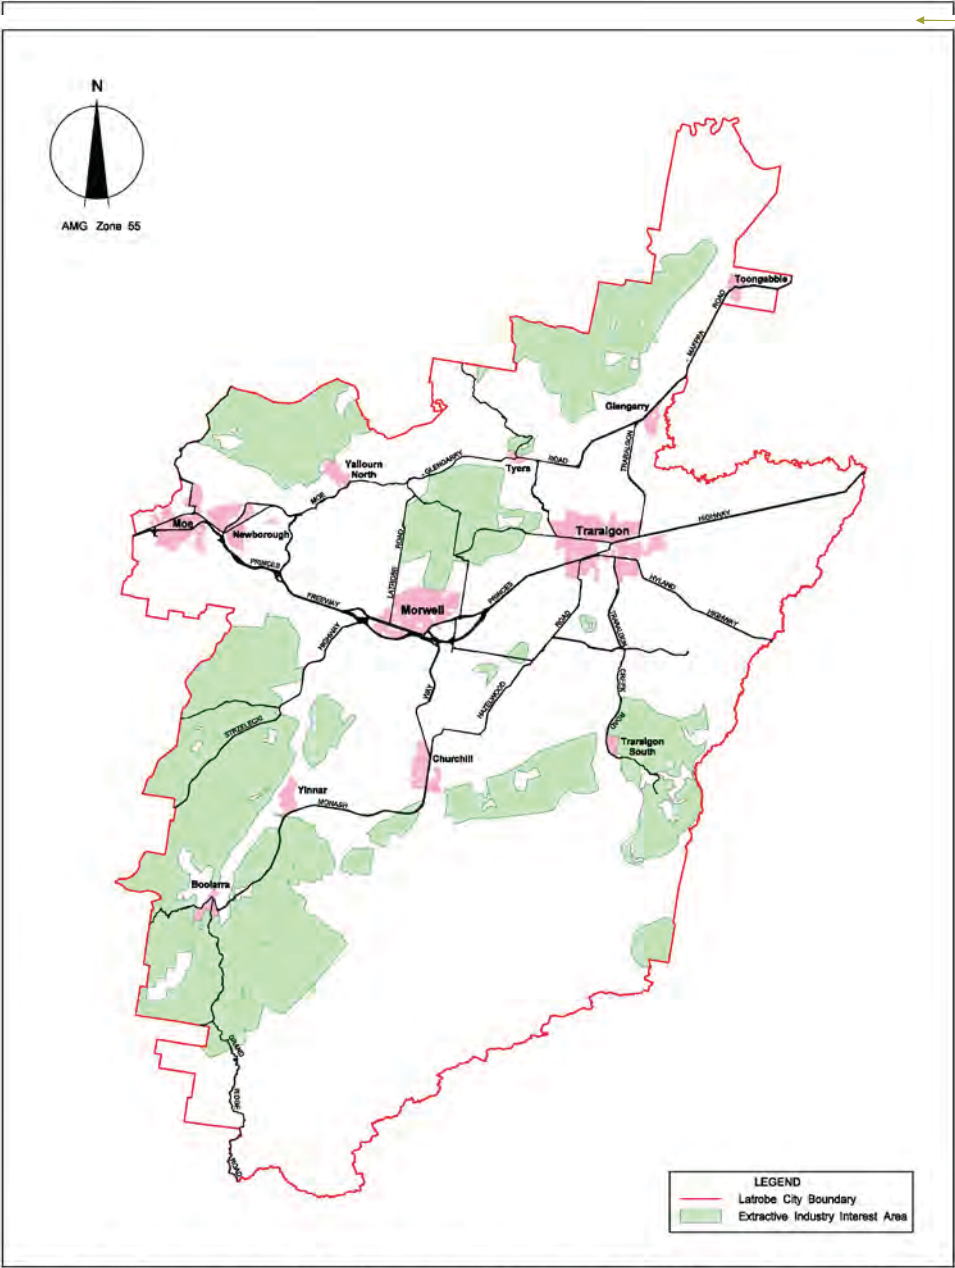 N
AMG Zone 55
Toongabbie
ROAD
MAFFRA
-
Glengarry
TRARALGON
Yallourn
North
- GLENGARRY
ROAD
Tyers
MOE
Moe
Newborough
Traralgon
HIGHWAY
PRINCES
LATROBE ROAD
HYLAND
HIGHWAY
FREEWAY
Morwell
PRINCES
HIGHWAY
ROAD
TRARALGON
WAY
HAZELWOOD
CREEK
ROAD
STRZELECKI
Traralgon
South
Churchill
Yinnar
MONASH
Boolarra
GRAND
RIDGE
ROAD
LEGEND
Latrobe City Boundary
Extractive Industry Interest Area